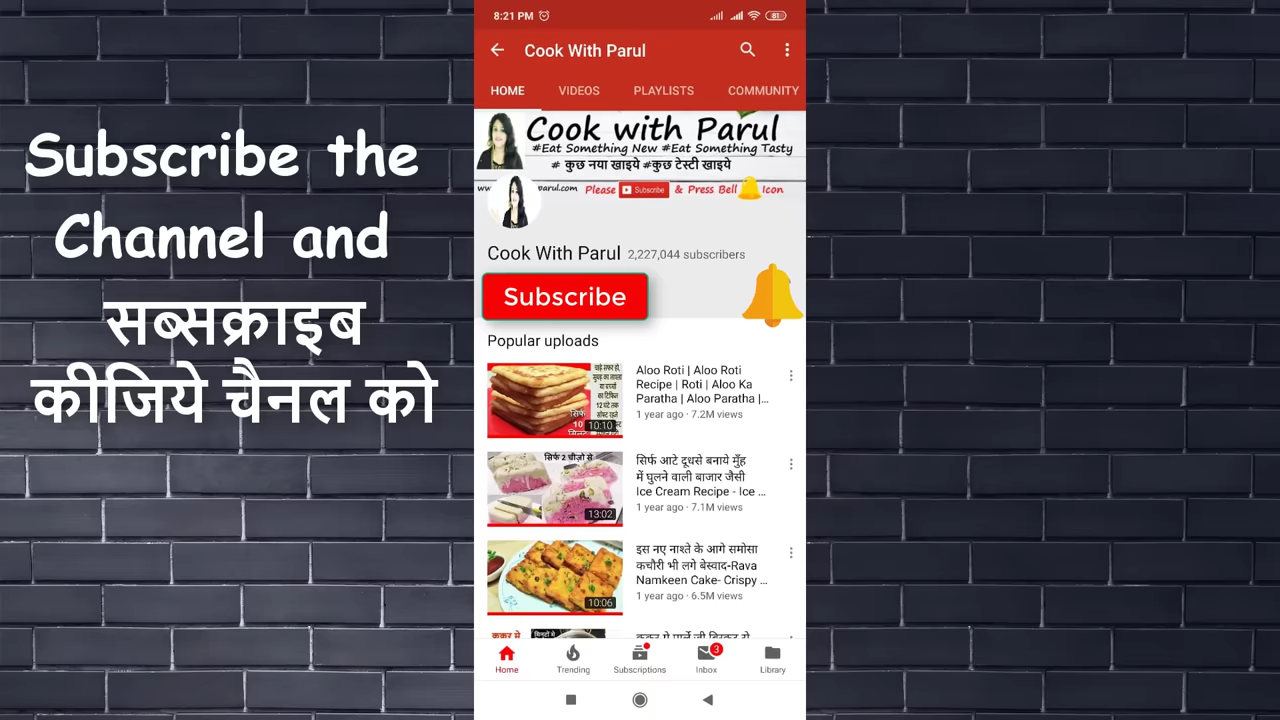 Subscribe the
Channel and
सब्सक्राइब
कीजिये चैनल को
8:21 PM
81
Cook With Parul
HOME VIDEOS PLAYLISTS COMMUNITY
Cook with Parul
#Eat Something New #Eat Something Tasty
# कुछ नया खाइये #कुछ टेस्टी खाइये
Please Subscribe & Press Bell Icon
Cook With Parul 2,227,044 subscribers
Subscribe
Popular uploads
Aloo Roti | Aloo Roti
Recipe | Roti | Aloo Ka
Paratha | Aloo Paratha |...
1 year ago · 7.2M views
सिर्फ
10
10:10
सिर्फ 2 चीज़ो से
13:02
सिर्फ आटे दूधसे बनाये मुँह
में घुलने वाली बाजार जैसी
Ice Cream Recipe - Ice ...
1 year ago · 7.1M views
10:06
इस नए नाश्ते के आगे समोसा
कचौरी भी लगे बेस्वाद-Rava
Namkeen Cake- Crispy ...
1 year ago · 6.5M views
Home Trending Subscriptions 3 Inbox Library